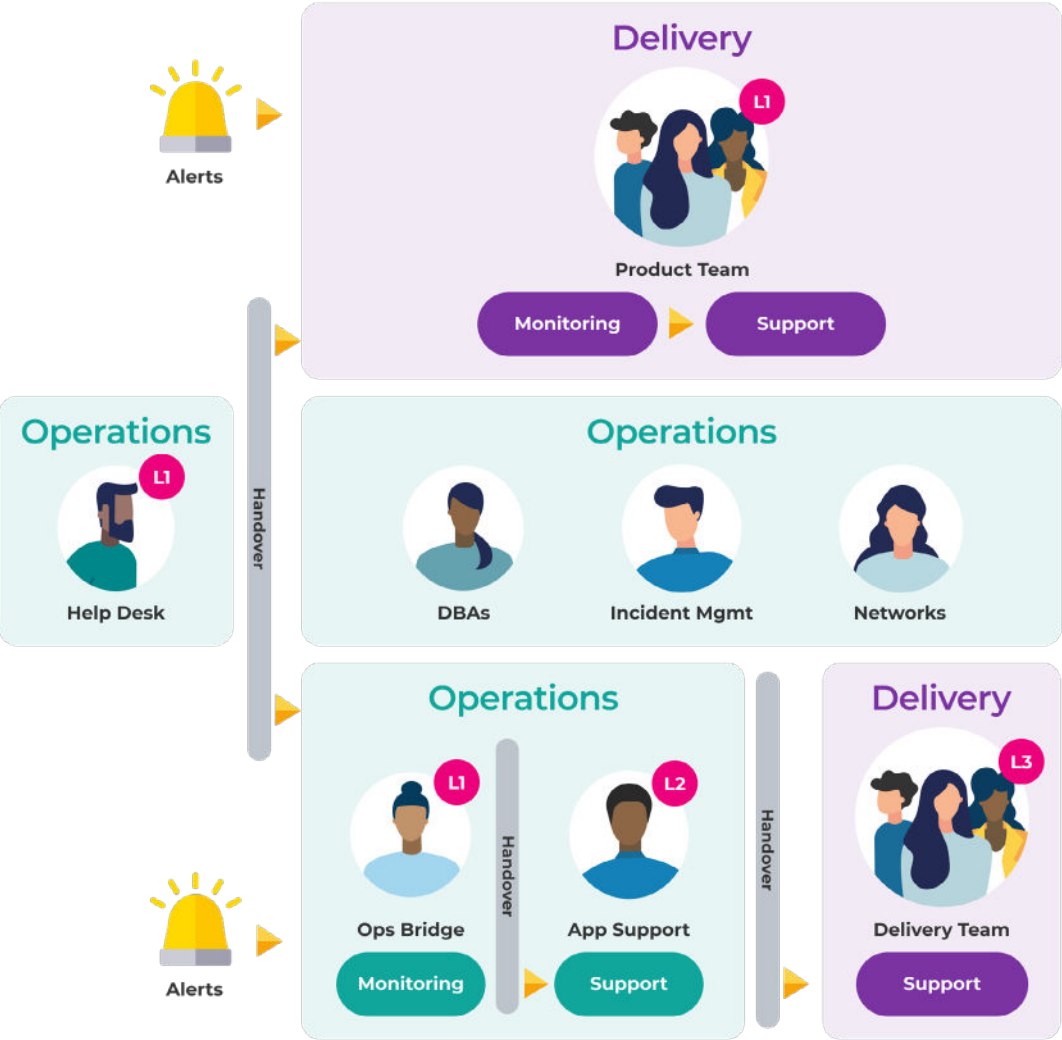 Delivery
L1
Alerts
Product Team
Monitoring
Support
Operations
L1
Help Desk
Handover
Operations
DBAs
Incident Mgmt
Networks
Operations
L1
Ops Bridge
Monitoring
Handover
L2
App Support
Support
Handover
Delivery
L3
Delivery Team
Support
Alerts